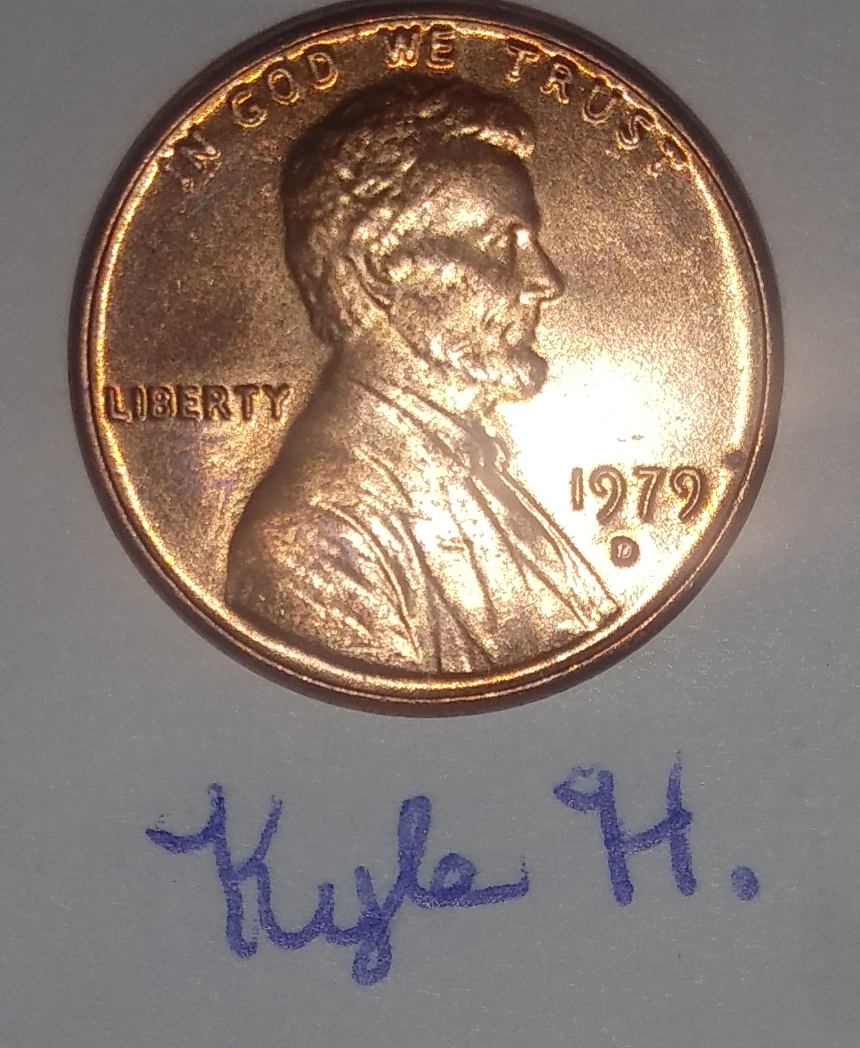 IN GOD WE TRUST
LIBERTY
1979
D
Kyle H.